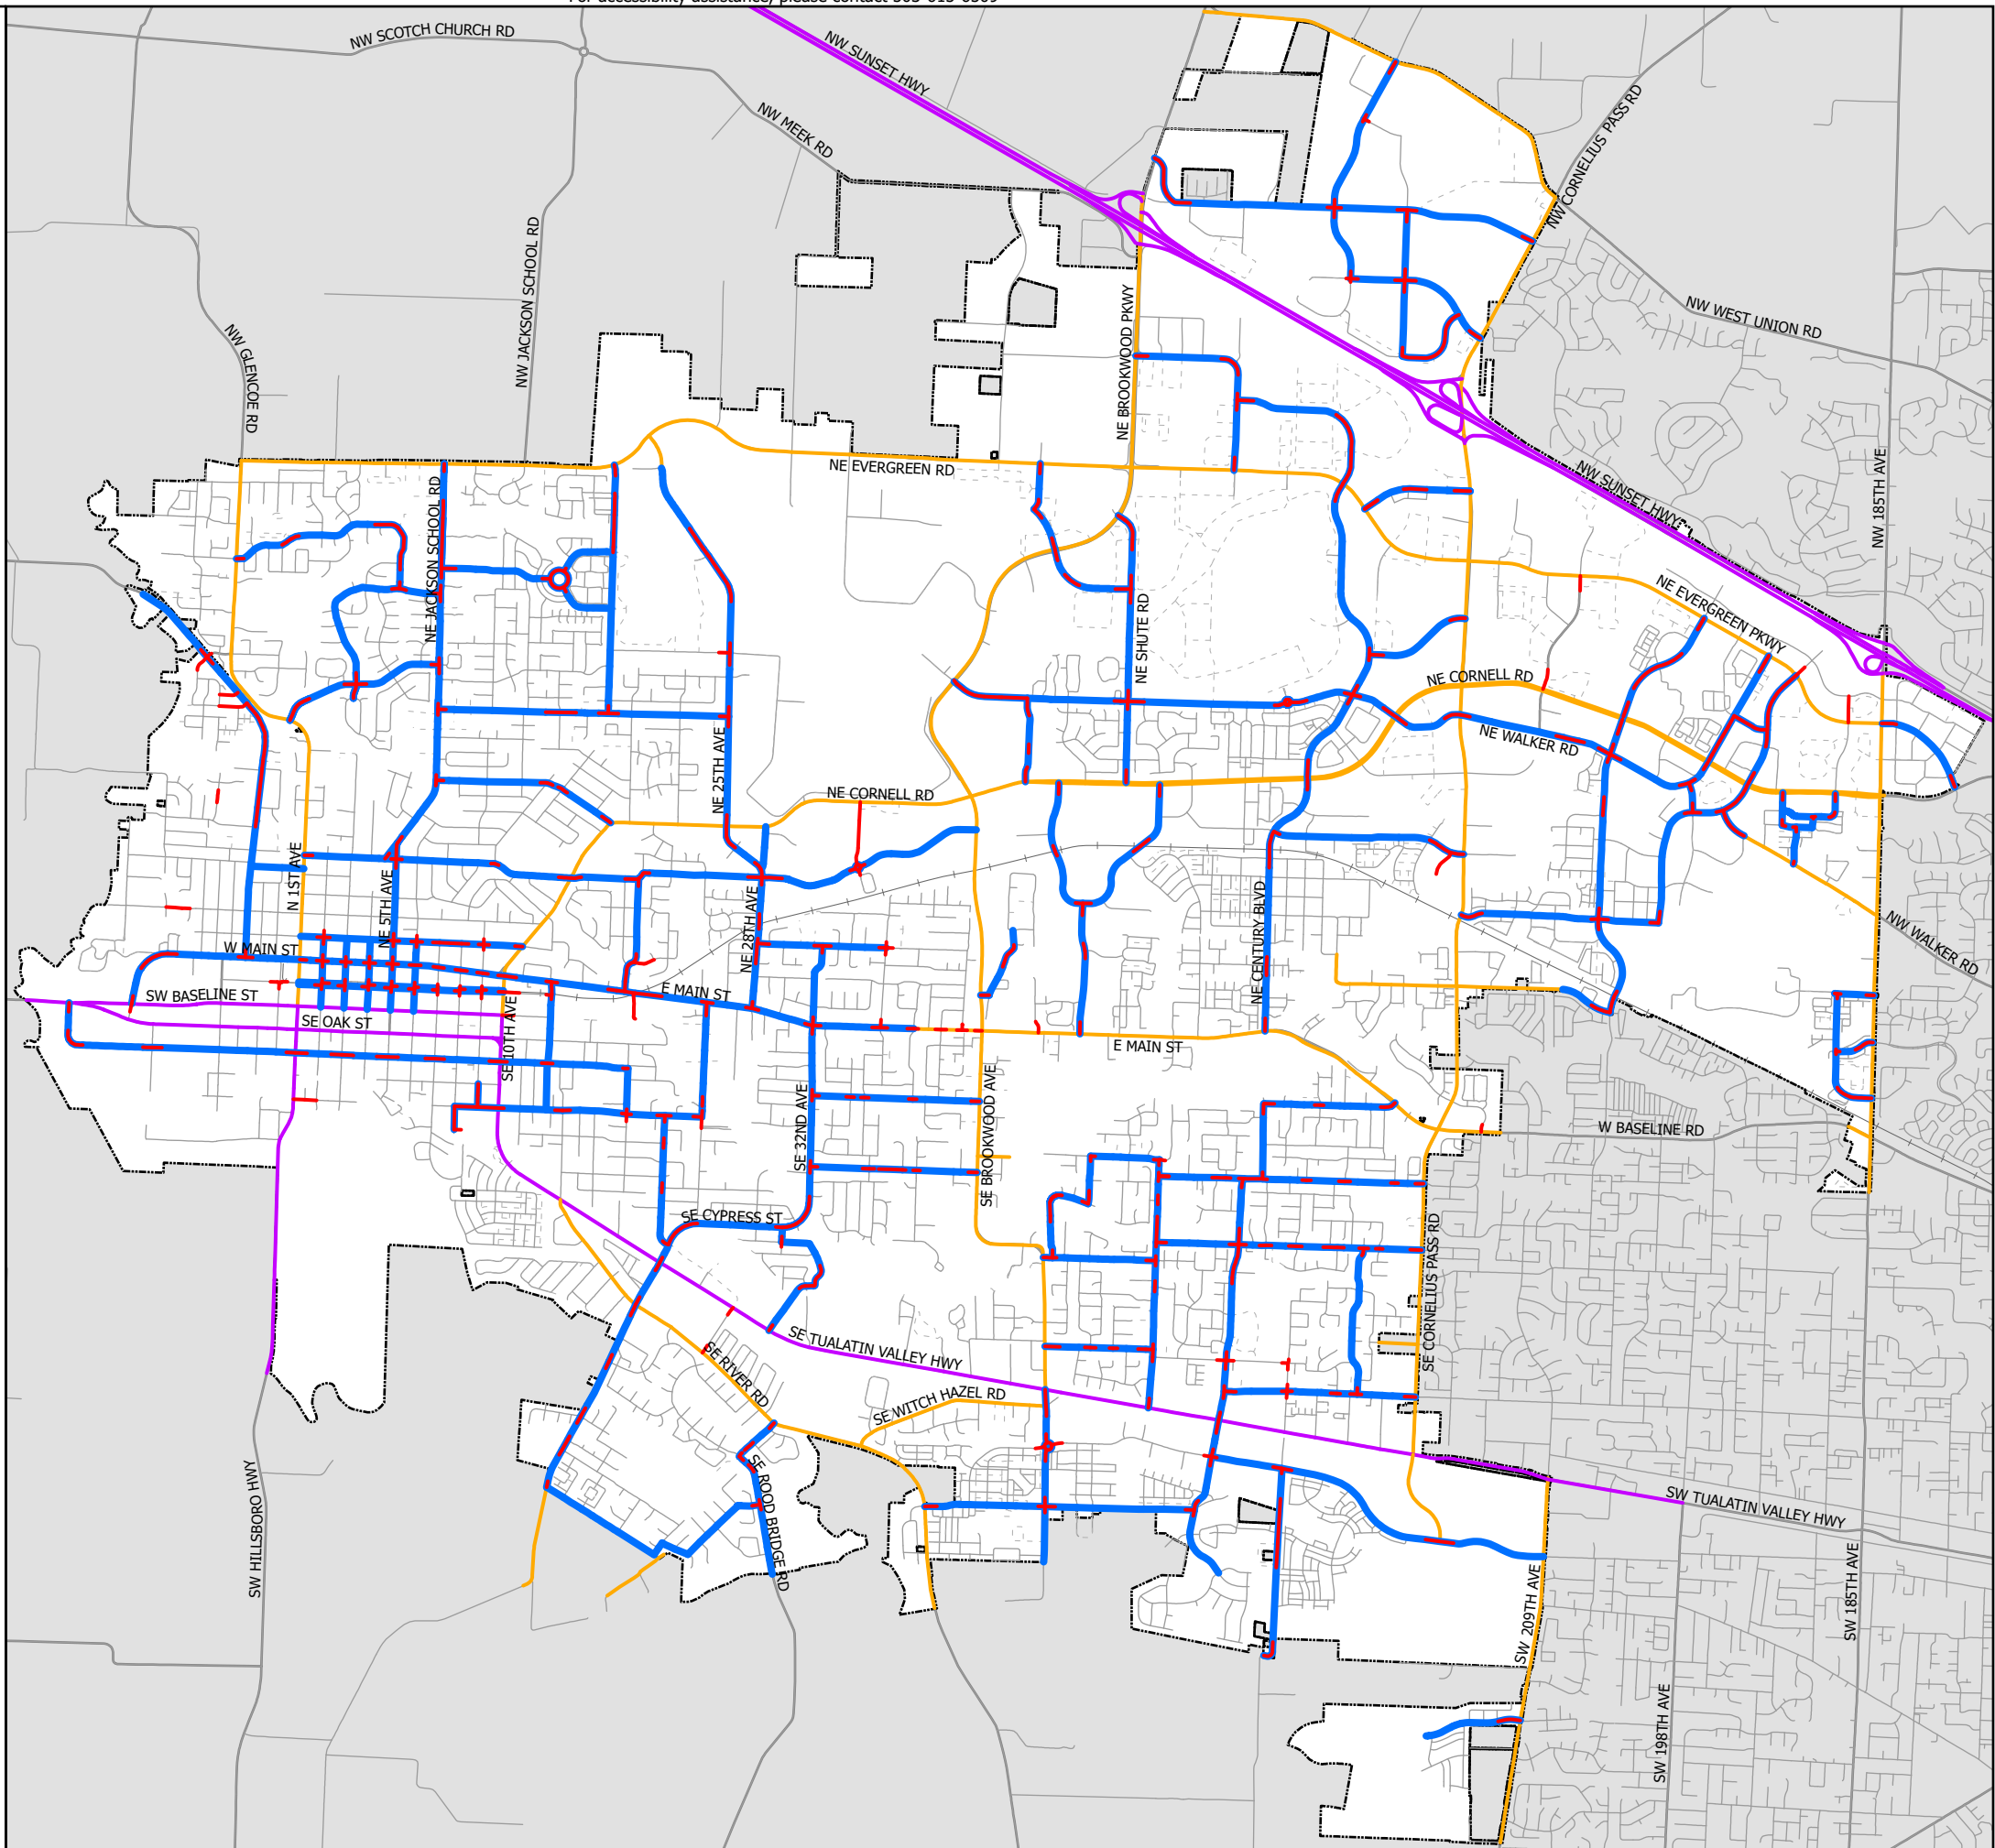 NW SCOTCH CHURCH RD
NW SUNSET HWY
NW MEEK RD
NW CORNELIUS PASS RD
NW JACKSON SCHOOL RD
NW GLENCOE RD
NE BROOKWOOD PKWY
NW WEST UNION RD
NE EVERGREEN RD
NW SUNSET HWY
NW 185TH AVE
NE JACKSON SCHOOL RD
NE EVERGREEN PKWY
NE SHUTE RD
NE CORNELL RD
NE WALKER RD
NE 25TH AVE
NE CORNELL RD
N 1ST AVE
NE 5TH AVE
NE 28TH AVE
NE CENTURY BLVD
NW WALKER RD
W MAIN ST
E MAIN ST
SW BASELINE ST
SE OAK ST
SE 10TH AVE
E MAIN ST
SE 32ND AVE
SE BROOKWOOD AVE
W BASELINE RD
SE CYPRESS ST
SE CORNELIUS PASS RD
SE TUALATIN VALLEY HWY
SE RIVER RD
SE WITCH HAZEL RD
SE ROOD BRIDGE RD
SW HILLSBORO HWY
SW TUALATIN VALLEY HWY
SW 209TH AVE
SW 185TH AVE
SW 198TH AVE